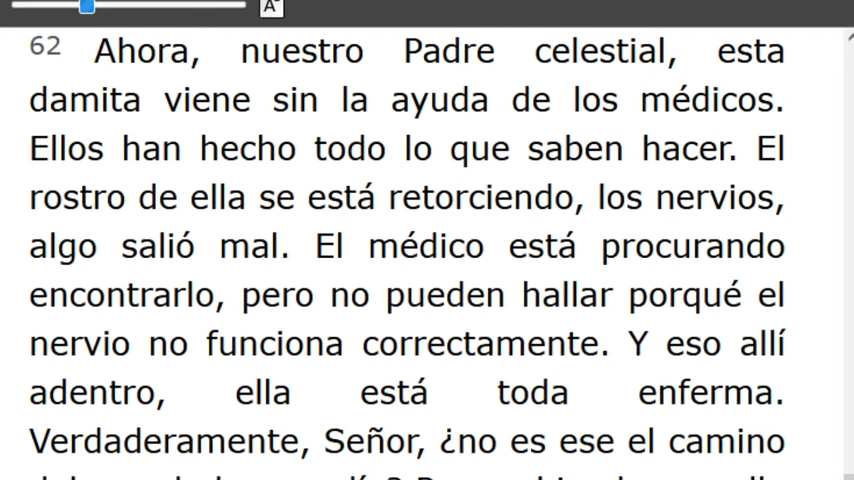 A
62 Ahora, nuestro Padre celestial, esta
damita viene sin la ayuda de los médicos.
Ellos han hecho todo lo que saben hacer. El
rostro de ella se está retorciendo, los nervios,
algo salió mal. El médico está procurando
encontrarlo, pero no pueden hallar porqué el
nervio no funciona correctamente. Y eso allí
adentro, ella está toda enferma.
Verdaderamente, Señor, ¿no es ese el camino